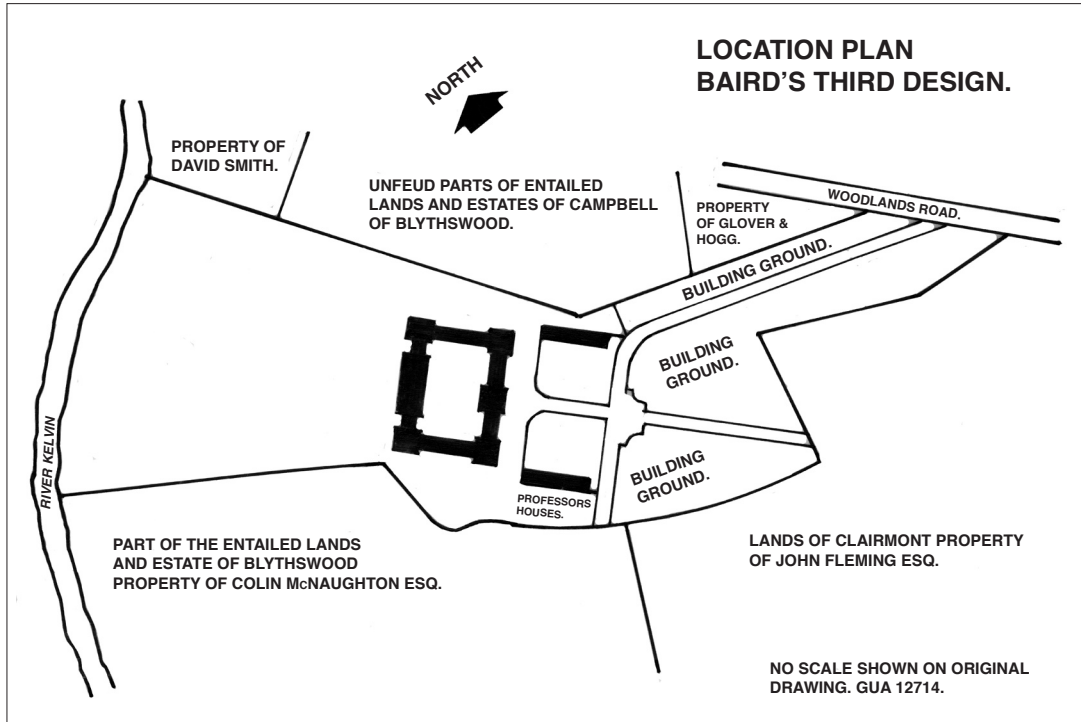 LOCATION PLAN
BAIRD'S THIRD DESIGN.
NORTH
PROPERTY OF
DAVID SMITH.
UNFEUD PARTS OF ENTAILED
LANDS AND ESTATES OF CAMPBELL
OF BLYTHSWOOD.
PROPERTY
OF GLOVER &
HOGG.
WOODLANDS ROAD.
BUILDING GROUND.
BUILDING
GROUND.
BUILDING
GROUND.
RIVER KELVIN
PROFESSORS
HOUSES.
PART OF THE ENTAILED LANDS
AND ESTATE OF BLYTHSWOOD
PROPERTY OF COLIN McNAUGHTON ESQ.
LANDS OF CLAIRMONT PROPERTY
OF JOHN FLEMING ESQ.
NO SCALE SHOWN ON ORIGINAL
DRAWING. GUA 12714.